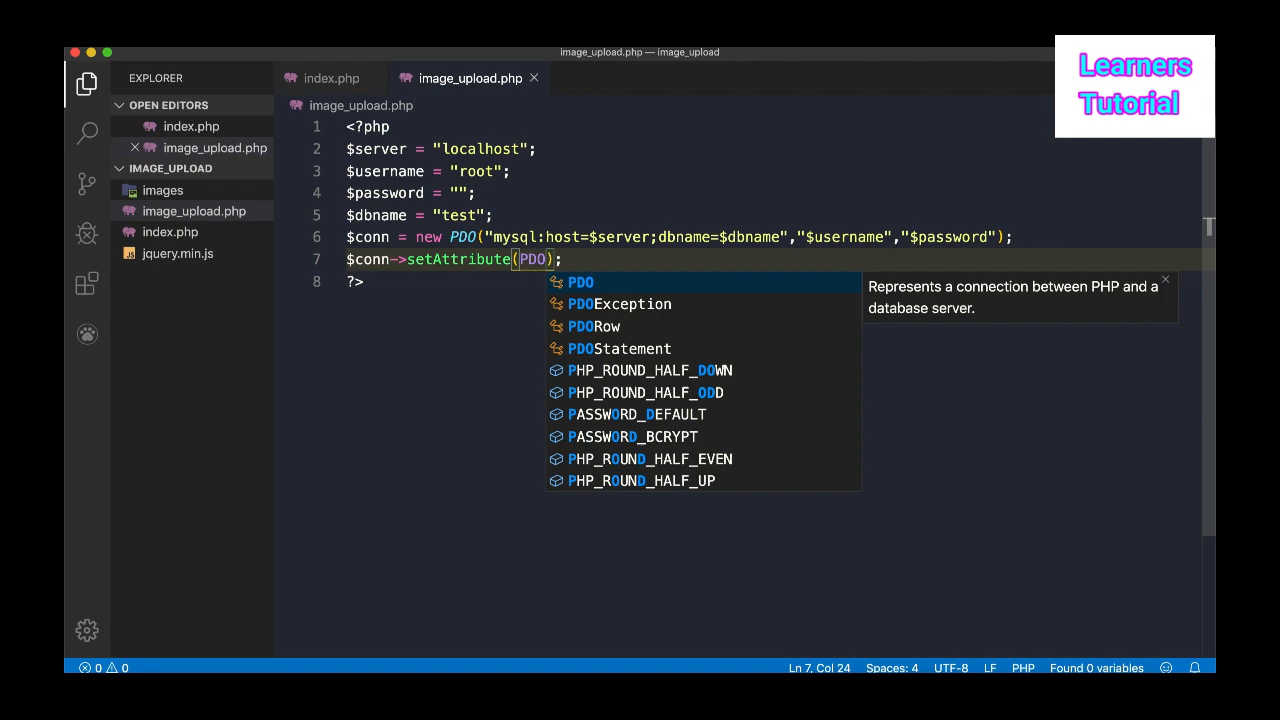 image_upload.php — image_upload
Learners
Tutorial
EXPLORER
index.php
image_upload.php
OPEN EDITORS
index.php
image_upload.php
IMAGE_UPLOAD
images
image_upload.php
index.php
jquery.min.js
image_upload.php
1 <?php
2 $server = "localhost";
3 $username = "root";
4 $password = "";
5 $dbname = "test";
6 $conn = new PDO("mysql:host=$server;dbname=$dbname","$username","$password");
7 $conn->setAttribute(PDO);
8 ?>
PDO
PDOException
PDORow
PDOStatement
PHP_ROUND_HALF_DOWN
PHP_ROUND_HALF_ODD
PASSWORD_DEFAULT
PASSWORD_BCRYPT
PHP_ROUND_HALF_EVEN
PHP_ROUND_HALF_UP
Represents a connection between PHP and a
database server.
0 0 Ln 7, Col 24 Spaces: 4 UTF-8 LF PHP Found 0 variables